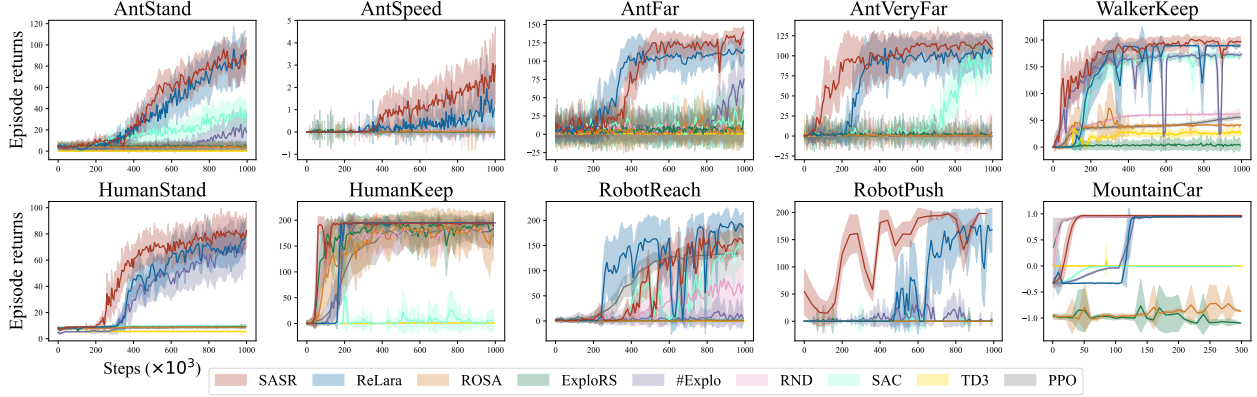 AntStand AntSpeed AntFar AntVeryFar WalkerKeep
Episode returns
120 100 80 60 40 20 0
0 200 400 600 800 1000
5 4 3 2 1 0 −1
0 200 400 600 800 1000
150 125 100 75 50 25 0 −25
0 200 400 600 800 1000
125 100 75 50 25 0 −25
0 200 400 600 800 1000
200 150 100 50 0
0 200 400 600 800 1000
HumanStand HumanKeep RobotReach RobotPush MountainCar
Episode returns
100 80 60 40 20 0
0 200 400 600 800 1000
200 150 100 50 0
0 200 400 600 800 1000
200 150 100 50 0
0 200 400 600 800 1000
200 150 100 50 0
0 200 400 600 800 1000
1.0 0.5 0.0 −0.5 −1.0
0 50 100 150 200 250 300
Steps (×10³)
SASR ReLara ROSA ExploRS #Explo RND SAC TD3 PPO